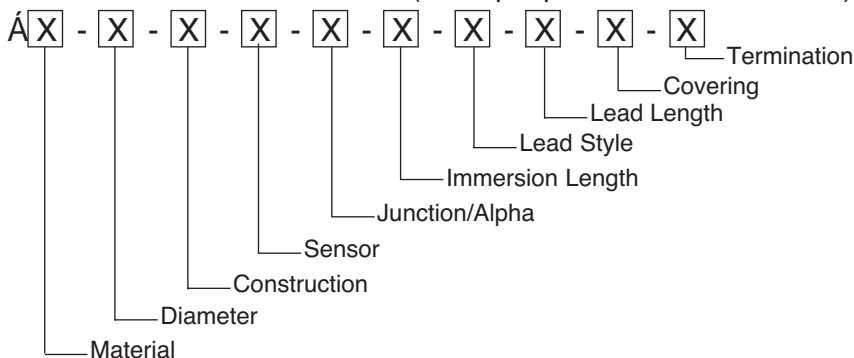 ÁX - X - X - X - X - X - X - X - X - X
Termination
Covering
Lead Length
Lead Style
Immersion Length
Junction/Alpha
Sensor
Construction
Diameter
Material